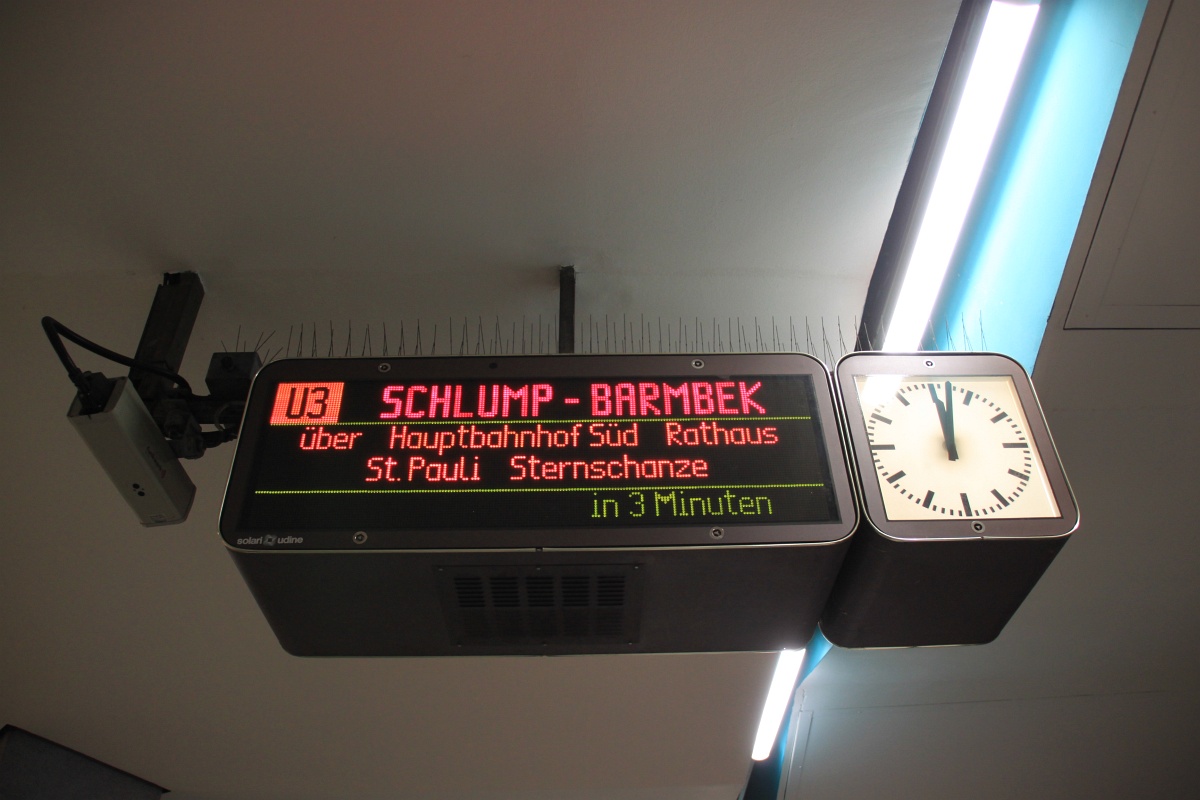 U3 SCHLUMP - BARMBEK
über Hauptbahnhof Süd Rathaus
St. Pauli Sternschanze
in 3 Minuten
solari udine